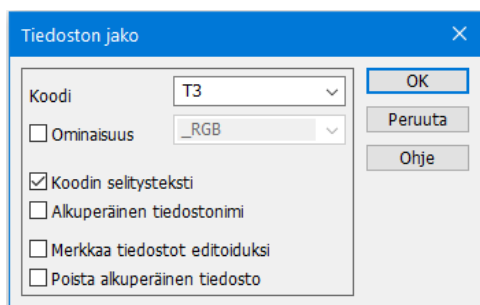 Tiedoston jako
Koodi T3 OK
Ominaisuus _RGB Peruuta
Ohje
Koodin selitysteksti
Alkuperäinen tiedostonimi
Merkkaa tiedostot editoiduksi
Poista alkuperäinen tiedosto